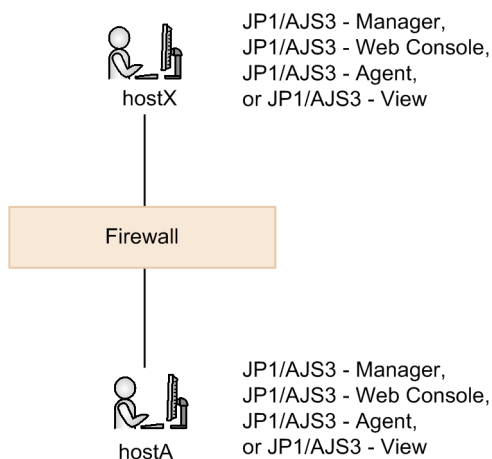 JP1/AJS3 - Manager,
JP1/AJS3 - Web Console,
JP1/AJS3 - Agent,
or JP1/AJS3 - View
hostX
Firewall
JP1/AJS3 - Manager,
JP1/AJS3 - Web Console,
JP1/AJS3 - Agent,
or JP1/AJS3 - View
hostA